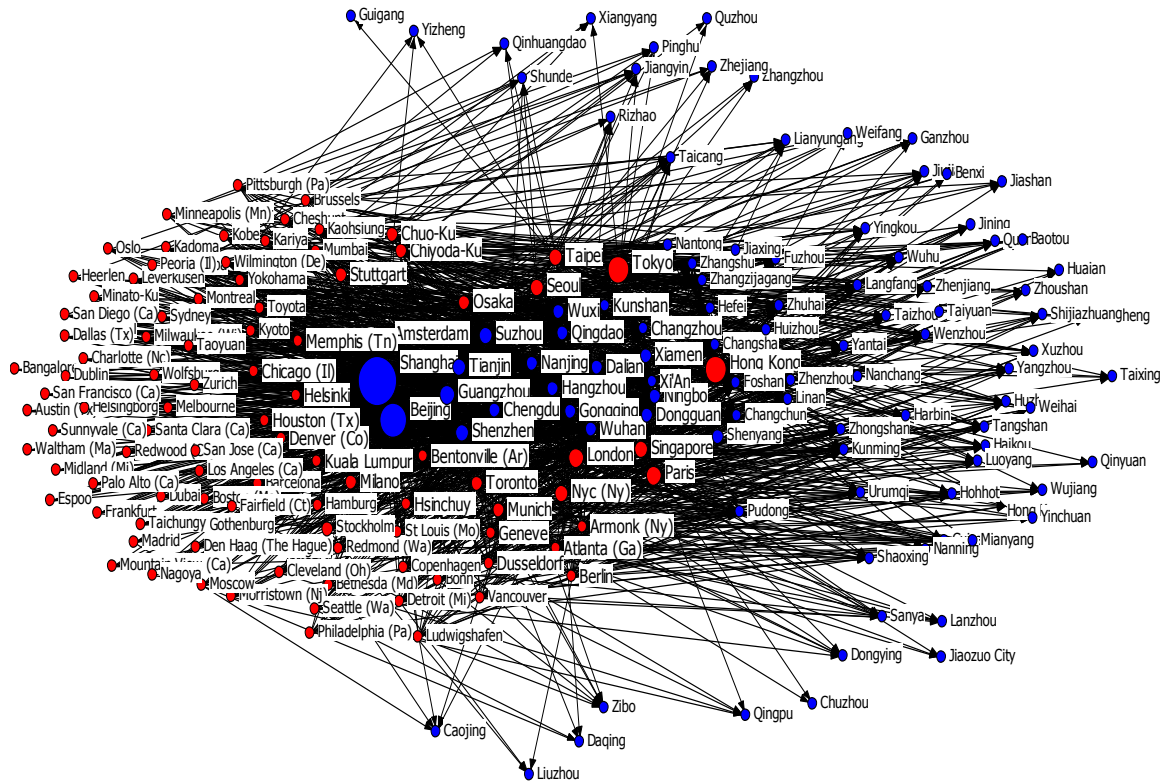 Guigang
Xiangyang
Quzhou
Yizheng
Qinhuangdao
Pinghu
Shunde
Jiangyin
Zhejiang
Zhangzhou
Rizhao
Lianyungang
Weifang
Ganzhou
Taicang
Benxi
Jiashan
Pittsburgh (Pa)
Brussels
Minneapolis (Mn)
Kaohsiung
Chuo-Ku
Yingkou
Jining
Kobe
Kariya
Nantong
Baotou
Oslo
Kadoma
Mumbai
Chiyoda-Ku
Taipei
Tokyo
Zhangshu
Jiaxing
Fuzhou
Wuhu
Huaian
Heerlen
Leverkusen
Peoria (Il)
Wilmington (De)
Yokohama
Stuttgart
Seoul
Zhangzijagang
Langfang
Zhenjiang
Zhoushan
Minato-Ku
Montreal
Toyota
Osaka
Wuxi
Kunshan
Hefei
Zhuhai
San Diego (Ca)
Sydney
Taizhou
Taiyuan
Shijiazhuang
Dallas (Tx)
Kyoto
Memphis (Tn)
Amsterdam
Suzhou
Qingdao
Changzhou
Huizhou
Wenzhou
Taoyuan
Changsha
Yantai
Xuzhou
Bangalore
Charlotte (Nc)
Dublin
Wolfsburg
Chicago (Il)
Tianjin
Nanjing
Dalian
Xiamen
Hong Kong
Nanchang
Yangzhou
Taixing
San Francisco (Ca)
Zurich
Helsinki
Guangzhou
Hangzhou
Xi'An
Ningbo
Foshan
Zhenzhou
Linan
Austin (Tx)
Helsingborg
Melbourne
Houston (Tx)
Beijing
Chengdu
Gongqing
Dongguan
Changchun
Harbin
Weihai
Sunnyvale (Ca)
Santa Clara (Ca)
Denver (Co)
Shenzhen
Wuhan
Shenyang
Zhongshan
Tangshan
Waltham (Ma)
Redwood
San Jose (Ca)
Kuala Lumpur
Bentonville (Ar)
London
Singapore
Kunming
Haikou
Luoyang
Qinyuan
Midland (Mi)
Los Angeles (Ca)
Barcelona
Milano
Toronto
Paris
Palo Alto (Ca)
Dubai
Fairfield (Ct)
Hamburg
Hsinchuy
Nyc (Ny)
Urumqi
Hohhot
Wujiang
Espoo
Frankfurt
Munich
Pudong
Yinchuan
Taichungy
Gothenburg
Stockholm
St Louis (Mo)
Geneve
Armonk (Ny)
Madrid
Den Haag (The Hague)
Redmond (Wa)
Atlanta (Ga)
Mianyang
Nanning
Shaoxing
Copenhagen
Dusseldorf
Nagoya
Moscow
Cleveland (Oh)
Bethesda (Md)
Bonn
Berlin
Morristown (Nj)
Seattle (Wa)
Detroit (Mi)
Vancouver
Sanya
Lanzhou
Philadelphia (Pa)
Ludwigshafen
Dongying
Jiaozuo City
Zibo
Qingpu
Chuzhou
Caojing
Daqing
Liuzhou